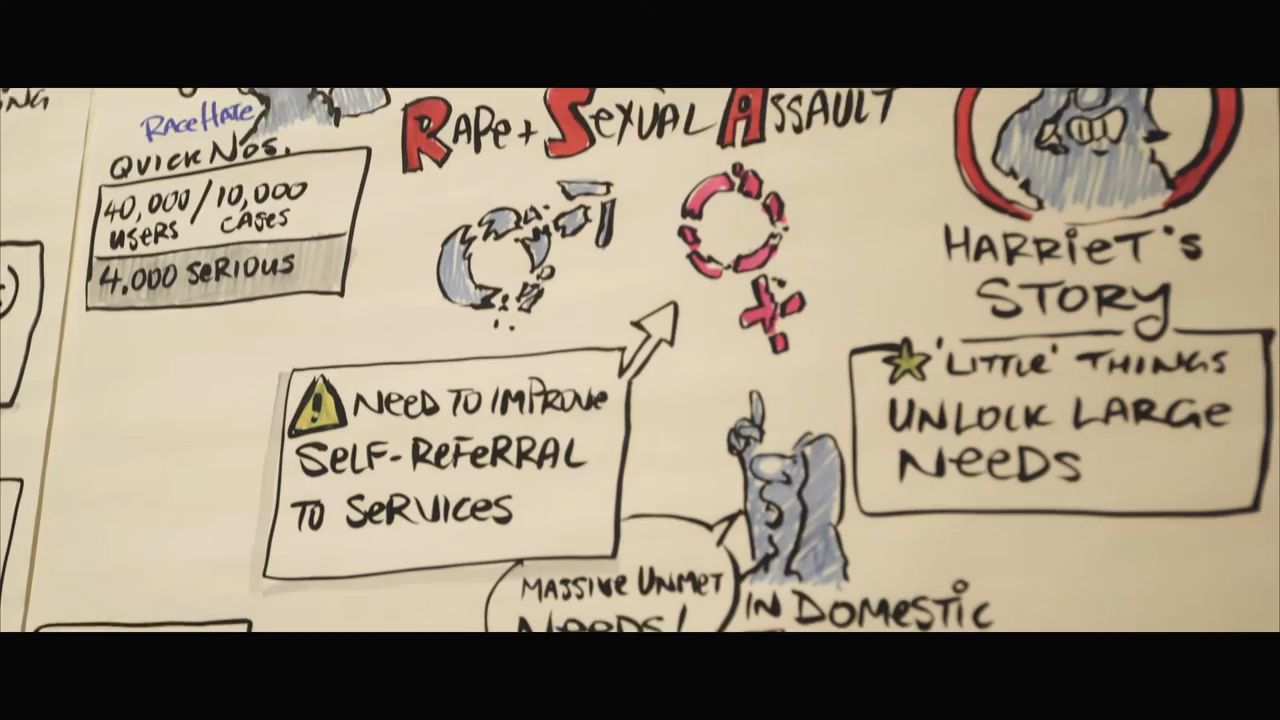 RACE HATE
QUICK NOS.
40,000 / 10,000
USERS CASES
4.000 SERIOUS
RAPE + SEXUAL ASSAULT
NEED TO IMPROVE
SELF-REFERRAL
TO SERVICES
MASSIVE UNMET
NEEDS!
IN DOMESTIC
HARRIET'S
STORY
'LITTLE' THINGS
UNLOCK LARGE
NEEDS